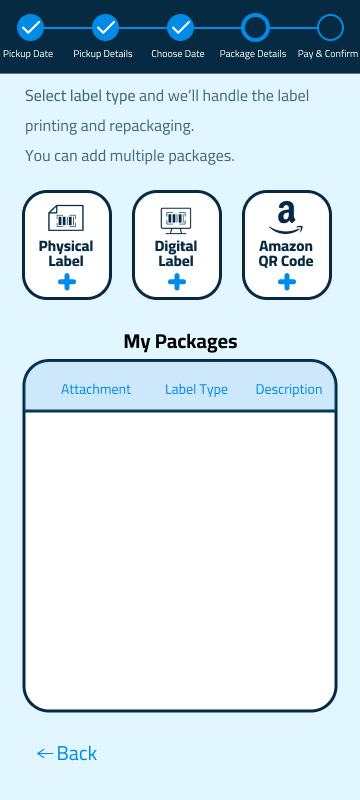 Pickup Date Pickup Details Choose Date Package Details Pay & Confirm
Select label type and we'll handle the label
printing and repackaging.
You can add multiple packages.
Physical
Label
Digital
Label
a
Amazon
QR Code
My Packages
Attachment Label Type Description
←Back